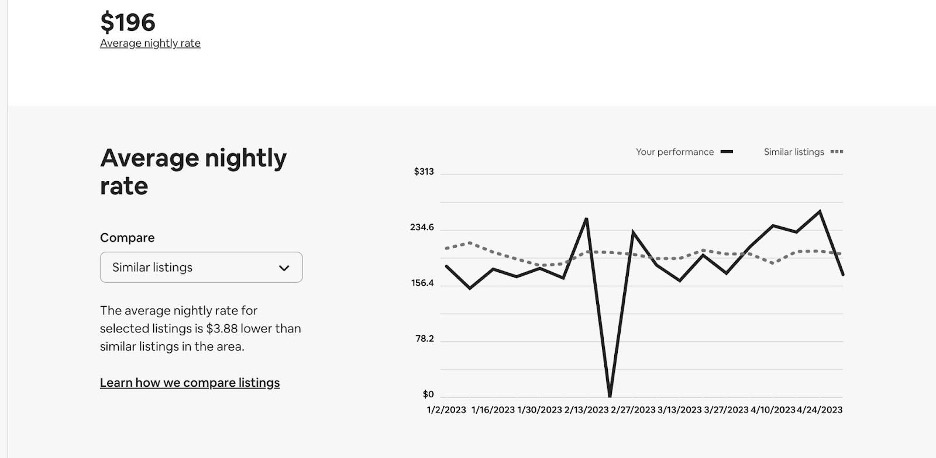 $196
Average nightly rate
Average nightly
rate
Compare
Similar listings
The average nightly rate for
selected listings is $3.88 lower than
similar listings in the area.
Learn how we compare listings
Your performance
Similar listings
$313
234.6
156.4
78.2
$0
1/2/2023 1/16/2023 1/30/2023 2/13/2023 2/27/2023 3/13/2023 3/27/2023 4/10/2023 4/24/2023